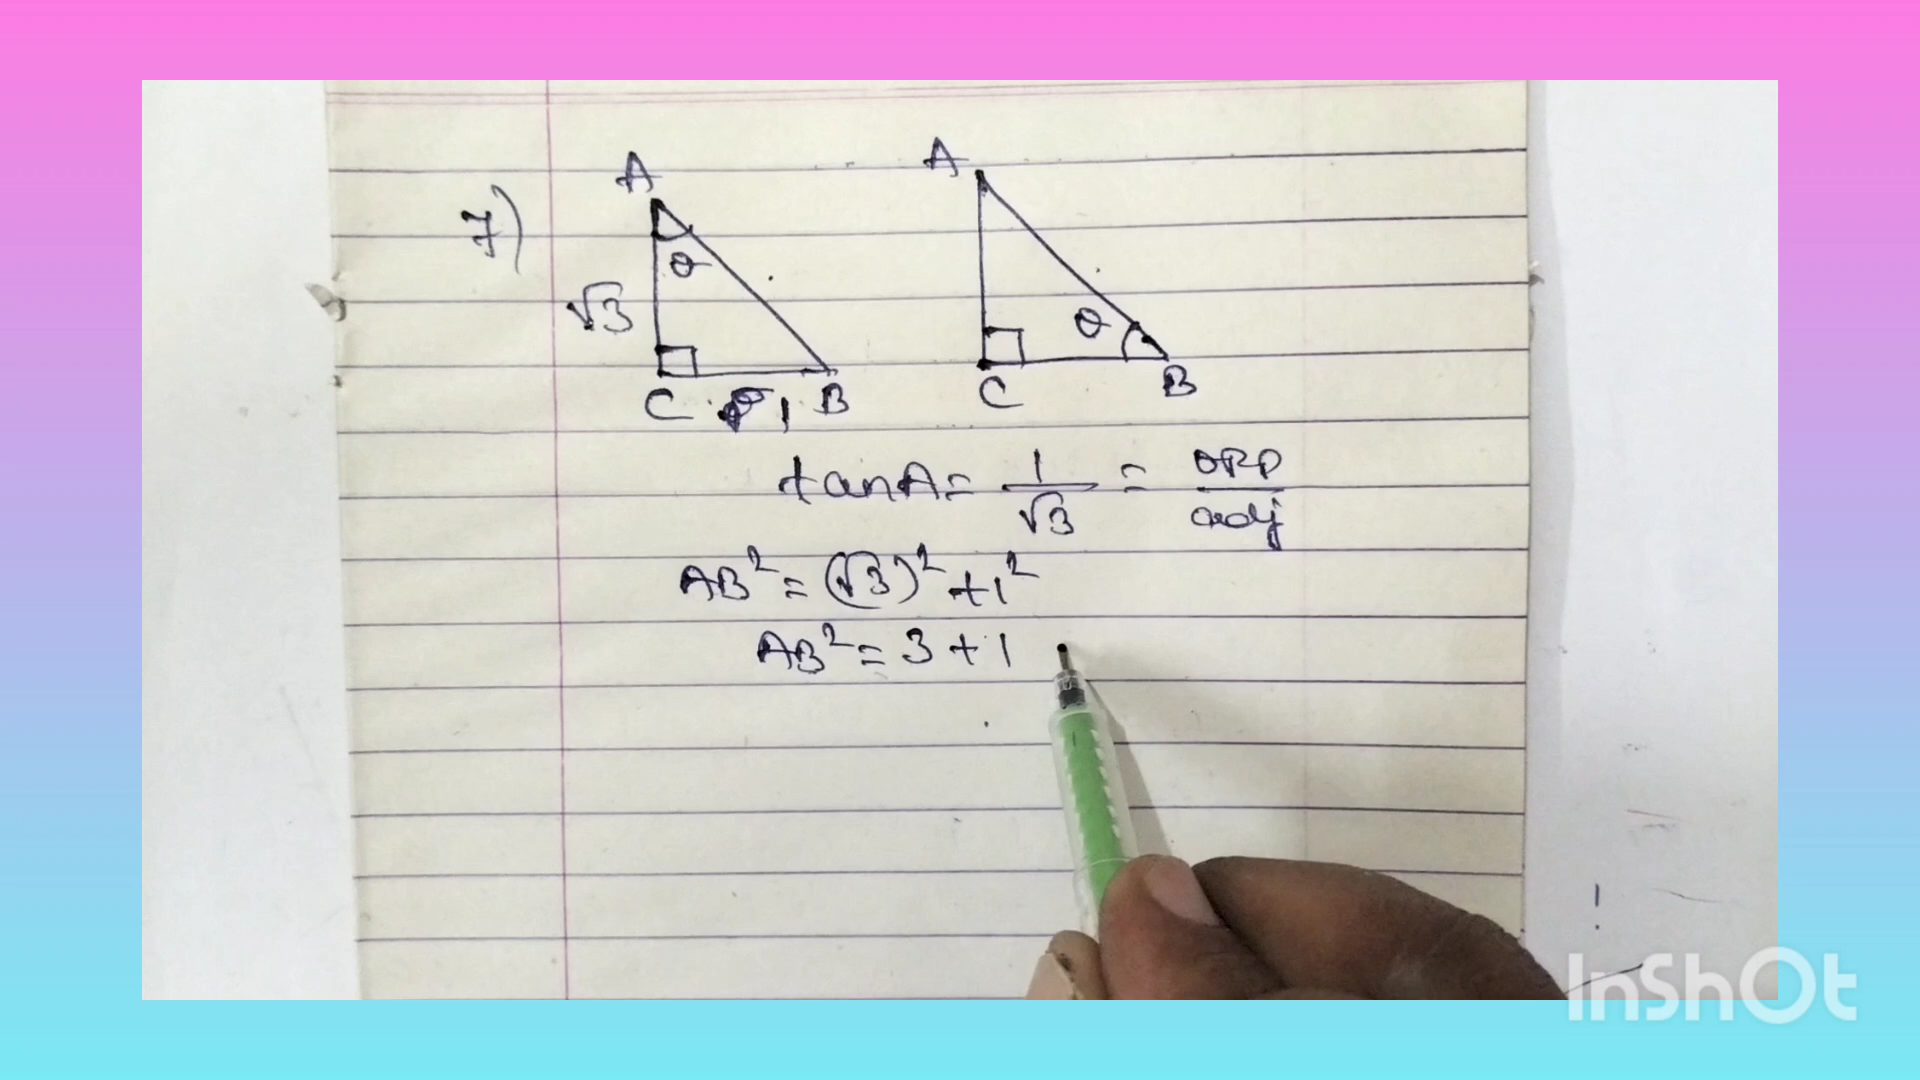 7)
A
θ
√3
C 1 B
A
θ
C B
tanA = 1/√3 = opp/adj
AB² = (√3)² + 1²
AB² = 3 + 1
InShOt